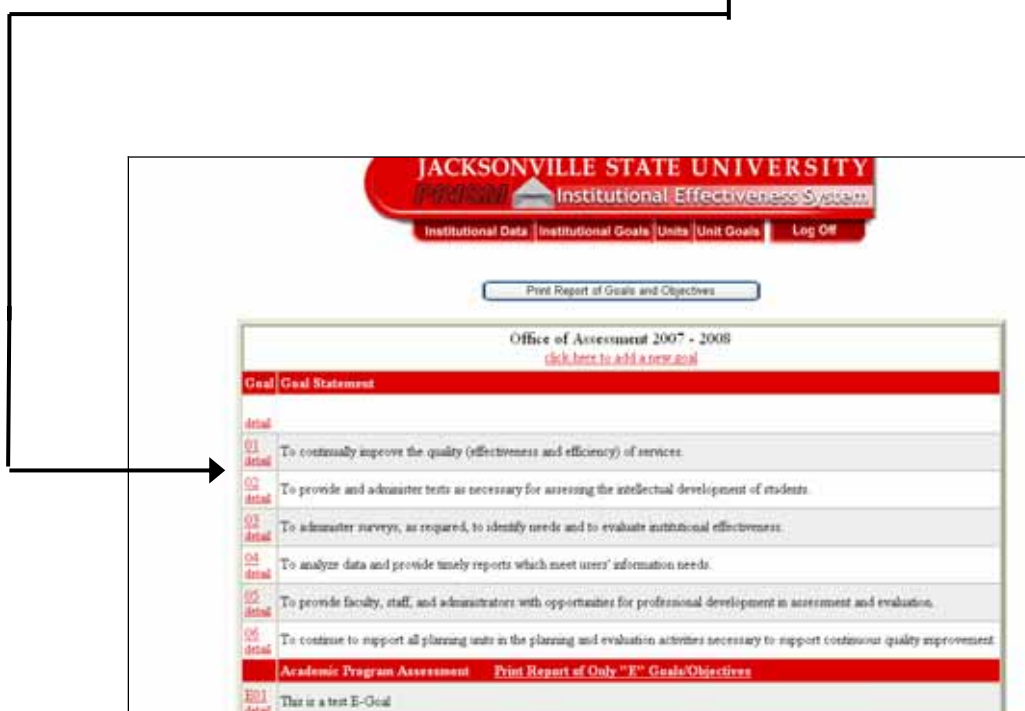 JACKSONVILLE STATE UNIVERSITY
PRISM Institutional Effectiveness System
Institutional Data Institutional Goals Units Unit Goals Log Off
Print Report of Goals and Objectives
Office of Assessment 2007 - 2008
click here to add a new goal
Goal Goal Statement
detail
01 To continually improve the quality (effectiveness and efficiency) of services.
detail
02 To provide and administer tests as necessary for assessing the intellectual development of students.
detail
03 To administer surveys, as required, to identify needs and to evaluate institutional effectiveness.
detail
04 To analyze data and provide timely reports which meet users' information needs.
detail
05 To provide faculty, staff, and administrators with opportunities for professional development in assessment and evaluation.
detail
06 To continue to support all planning units in the planning and evaluation activities necessary to support continuous quality improvement.
detail
Academic Program Assessment Print Report of Only "E" Goals/Objectives
E01 This is a test E-Goal
detail